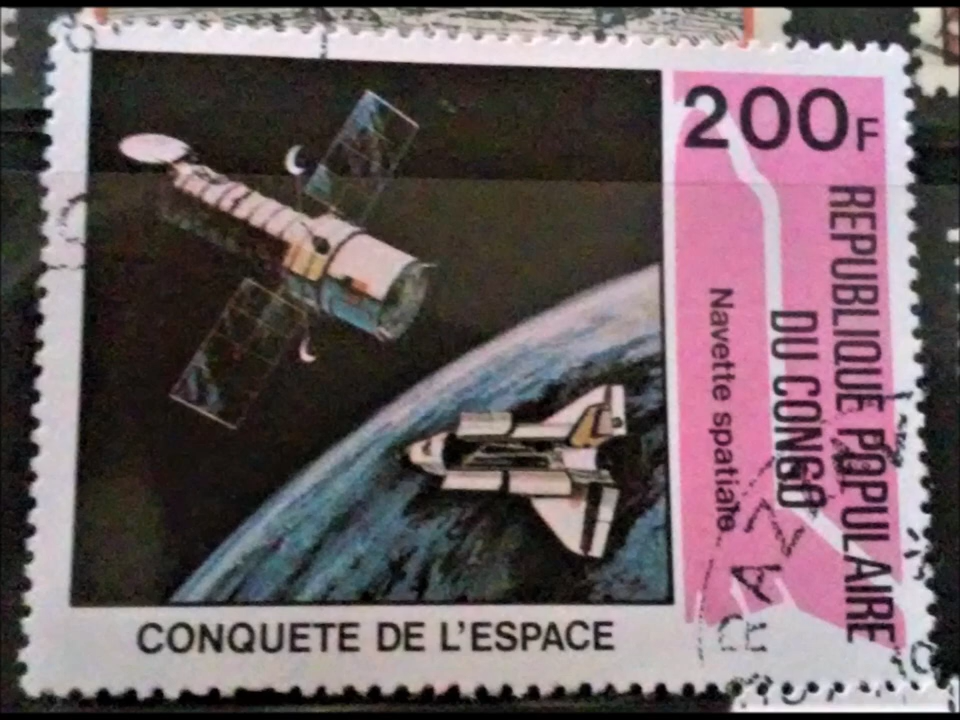 200F
REPUBLIQUE POPULAIRE
DU CONGO
Navette spatiale
CONQUETE DE L'ESPACE